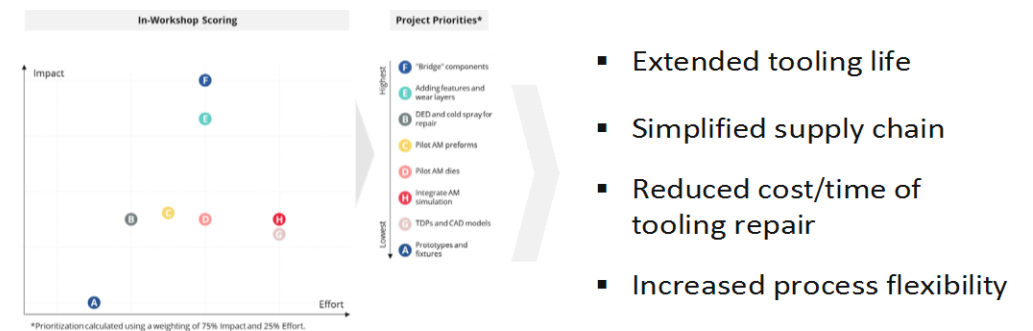 In-Workshop Scoring
Project Priorities*
Impact
F
E
B
C
D
H
G
A
Effort
Highest
Lowest
F "Bridge" components
E Adding features and
wear layers
B DED and cold spray for
repair
C Pilot AM preforms
D Pilot AM dies
H Integrate AM
simulation
G TDPs and CAD models
A Prototypes and
fixtures
▪ Extended tooling life
▪ Simplified supply chain
▪ Reduced cost/time of
tooling repair
▪ Increased process flexibility
*Prioritization calculated using a weighting of 75% Impact and 25% Effort.